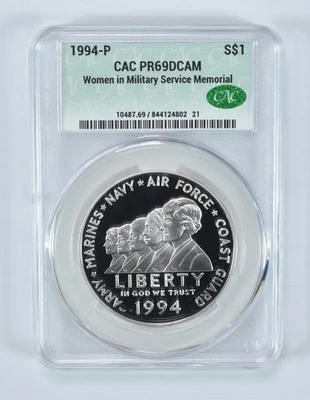 1994-P S$1
CAC PR69DCAM
Women in Military Service Memorial
CAC
10487.69 / 844124802 21
ARMY★MARINES★NAVY★AIR FORCE★COAST GUARD
LIBERTY
IN GOD WE TRUST
1994